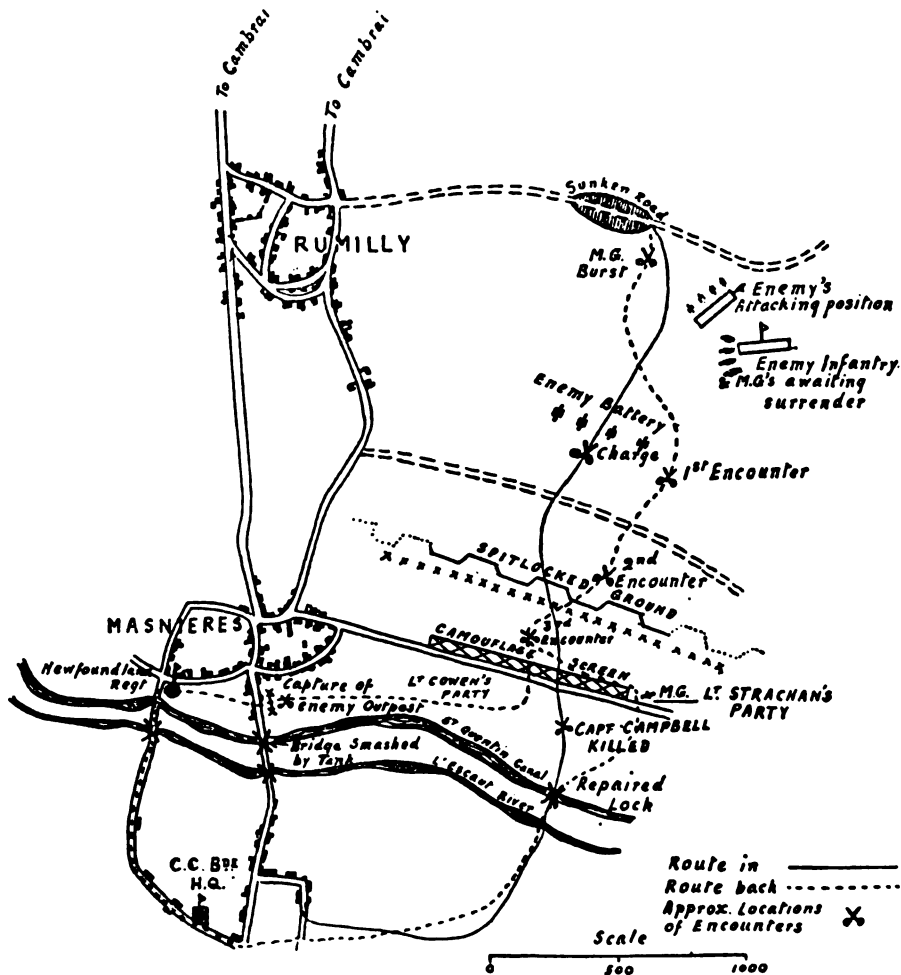 To Cambrai
To Cambrai
Sunken Road
RUMILLY
M.G.
Burst
Enemy's
Attacking position
Enemy Infantry
& M.G's awaiting
surrender
Enemy Battery
Charge
1st Encounter
SPITLOCKED GROUND
2nd
Encounter
3rd
Encounter
MASNIERES
CAMOUFLAGE SCREEN
Newfoundland
Regt
Lt COWEN'S
PARTY
M.G.
LT. STRACHAN'S
PARTY
Capture of
Enemy Outpost
CAPT. CAMPBELL
KILLED
St Quentin Canal
Bridge Smashed
by Tank
L'Escaut River
Repaired
Lock
C.C. BDE
H.Q.
Route in
Route back
Approx. Locations
of Encounters
Scale
0 500 1000